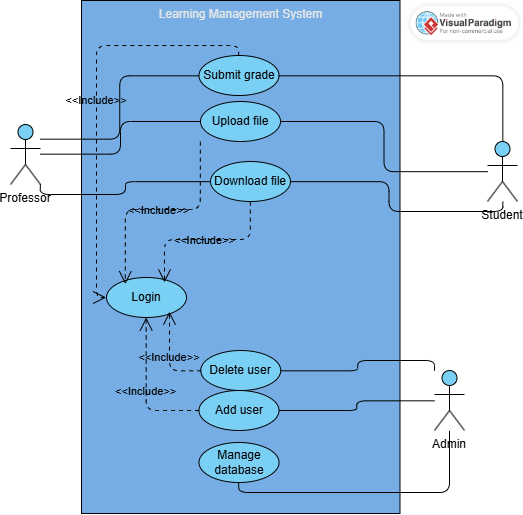 Learning Management System
Made with
Visual Paradigm
For non-commercial use
Submit grade
<<Include>>
Upload file
Professor
Download file
Student
<<Include>>
<<Include>>
Login
<<Include>>
Delete user
<<Include>>
Add user
Admin
Manage
database